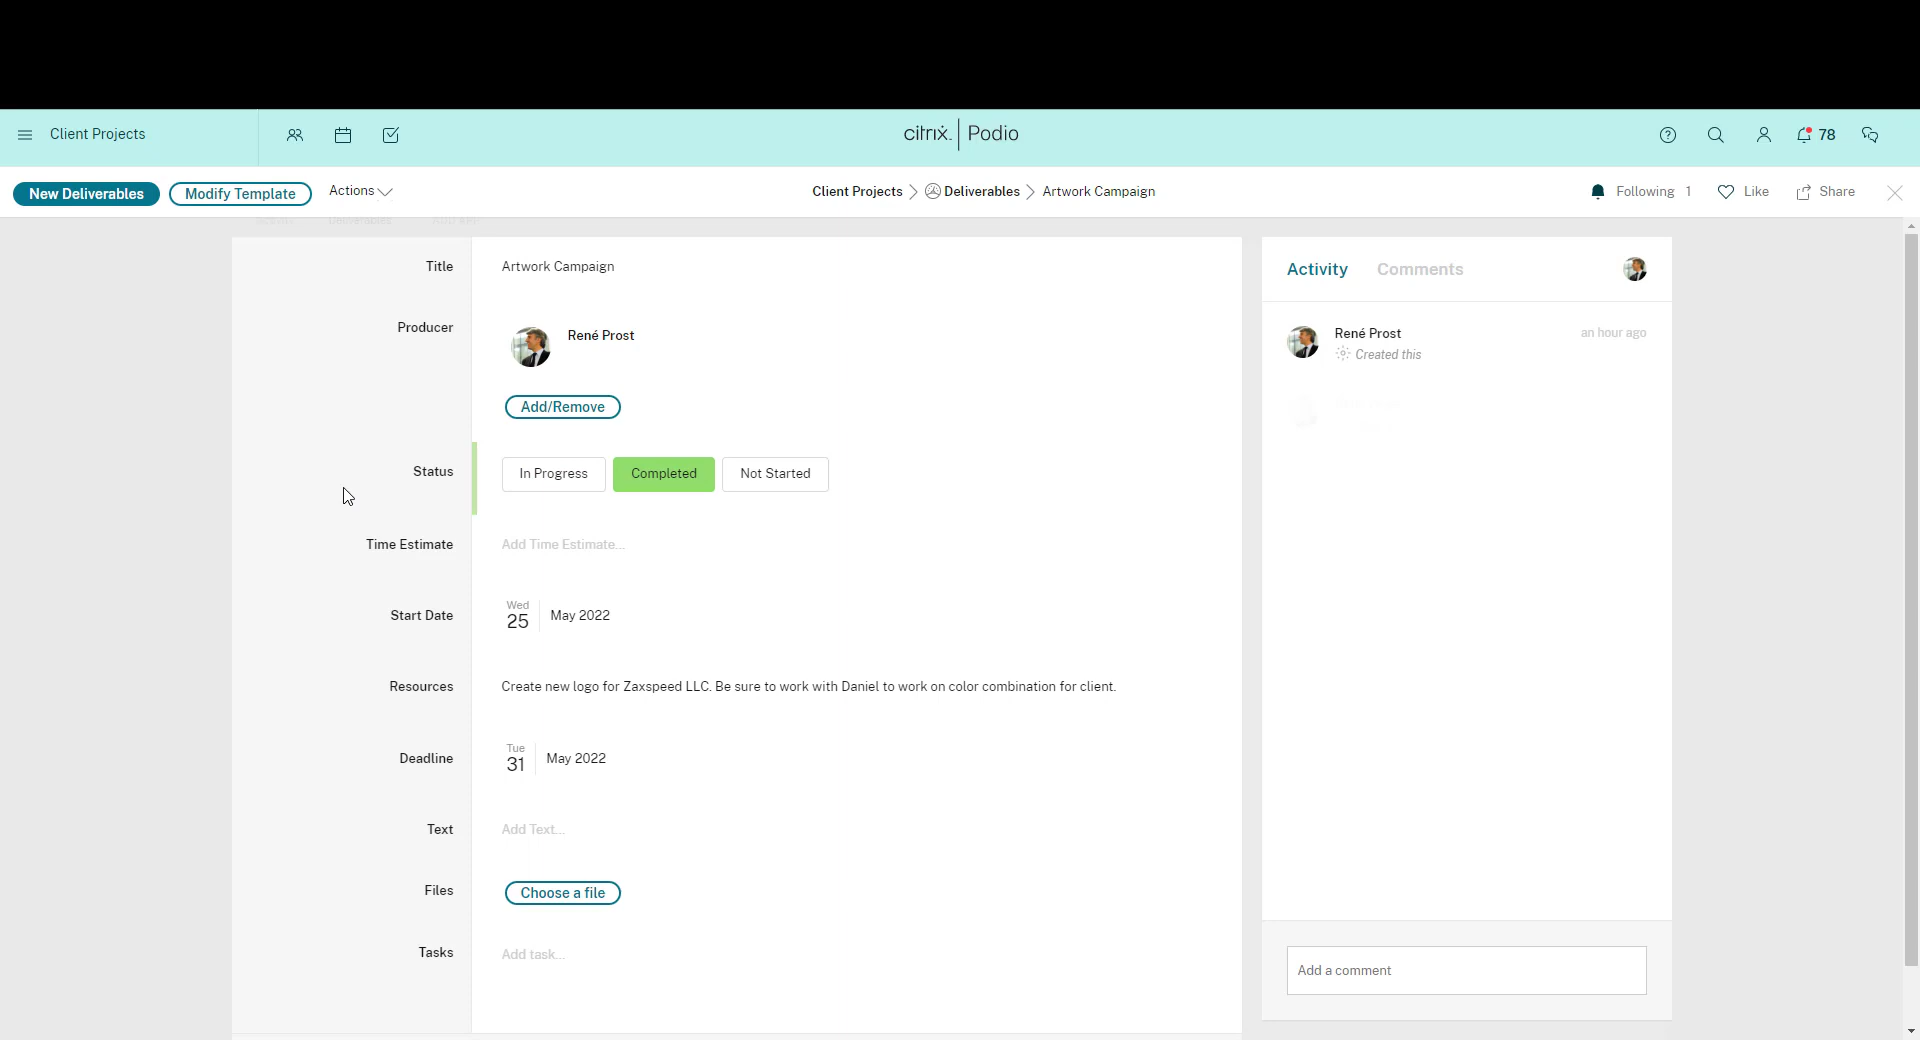 Client Projects
citrix. | Podio
78
New Deliverables
Modify Template
Actions
Client Projects
Deliverables
Artwork Campaign
Following 1
Like
Share
Title
Artwork Campaign
Producer
René Prost
Add/Remove
Status
In Progress
Completed
Not Started
Time Estimate
Add Time Estimate...
Start Date
Wed
25
May 2022
Resources
Create new logo for Zaxspeed LLC. Be sure to work with Daniel to work on color combination for client.
Deadline
Tue
31
May 2022
Text
Add Text...
Files
Choose a file
Tasks
Add task...
Activity
Comments
René Prost
an hour ago
Created this
Add a comment